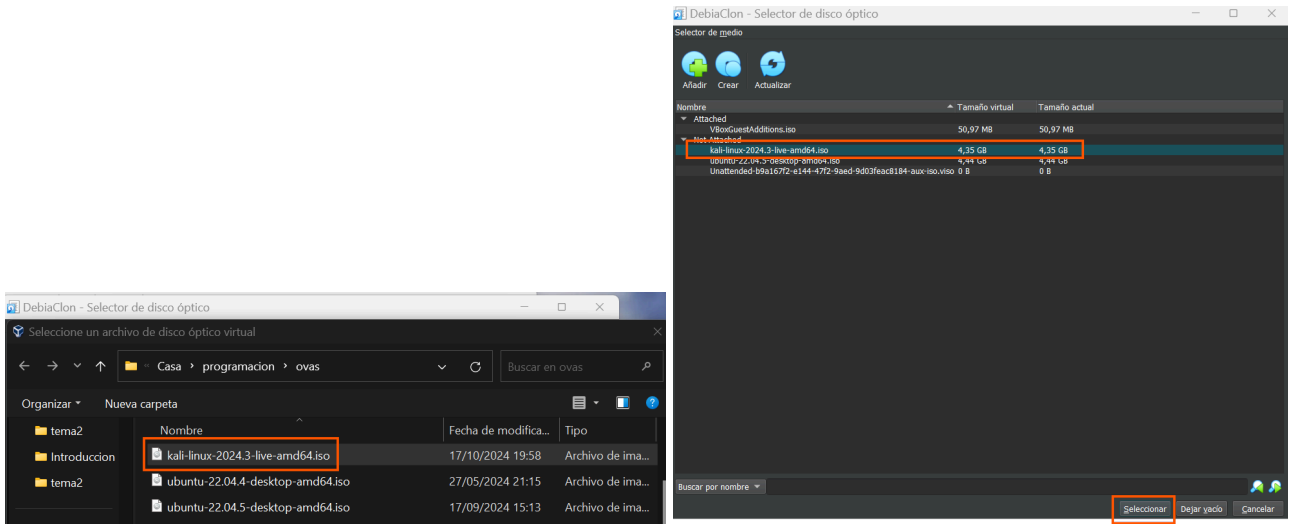 DebiaClon - Selector de disco óptico
Seleccione un archivo de disco óptico virtual
Casa › programacion › ovas
Buscar en ovas
Organizar
Nueva carpeta
Nombre Fecha de modifica... Tipo
tema2
Introduccion
tema2
kali-linux-2024.3-live-amd64.iso 17/10/2024 19:58 Archivo de ima...
ubuntu-22.04.4-desktop-amd64.iso 27/05/2024 21:15 Archivo de ima...
ubuntu-22.04.5-desktop-amd64.iso 17/09/2024 15:13 Archivo de ima...
DebiaClon - Selector de disco óptico
Selector de medio
Añadir Crear Actualizar
Nombre Tamaño virtual Tamaño actual
Attached
VBoxGuestAdditions.iso 50,97 MB 50,97 MB
Not Attached
kali-linux-2024.3-live-amd64.iso 4,35 GB 4,35 GB
ubuntu-22.04.5-desktop-amd64.iso 4,44 GB 4,44 GB
Unattended-b9a167f2-e144-47f2-9aed-9d03feac8184-aux-iso.viso 0 B 0 B
Buscar por nombre
Seleccionar Dejar vacío Cancelar